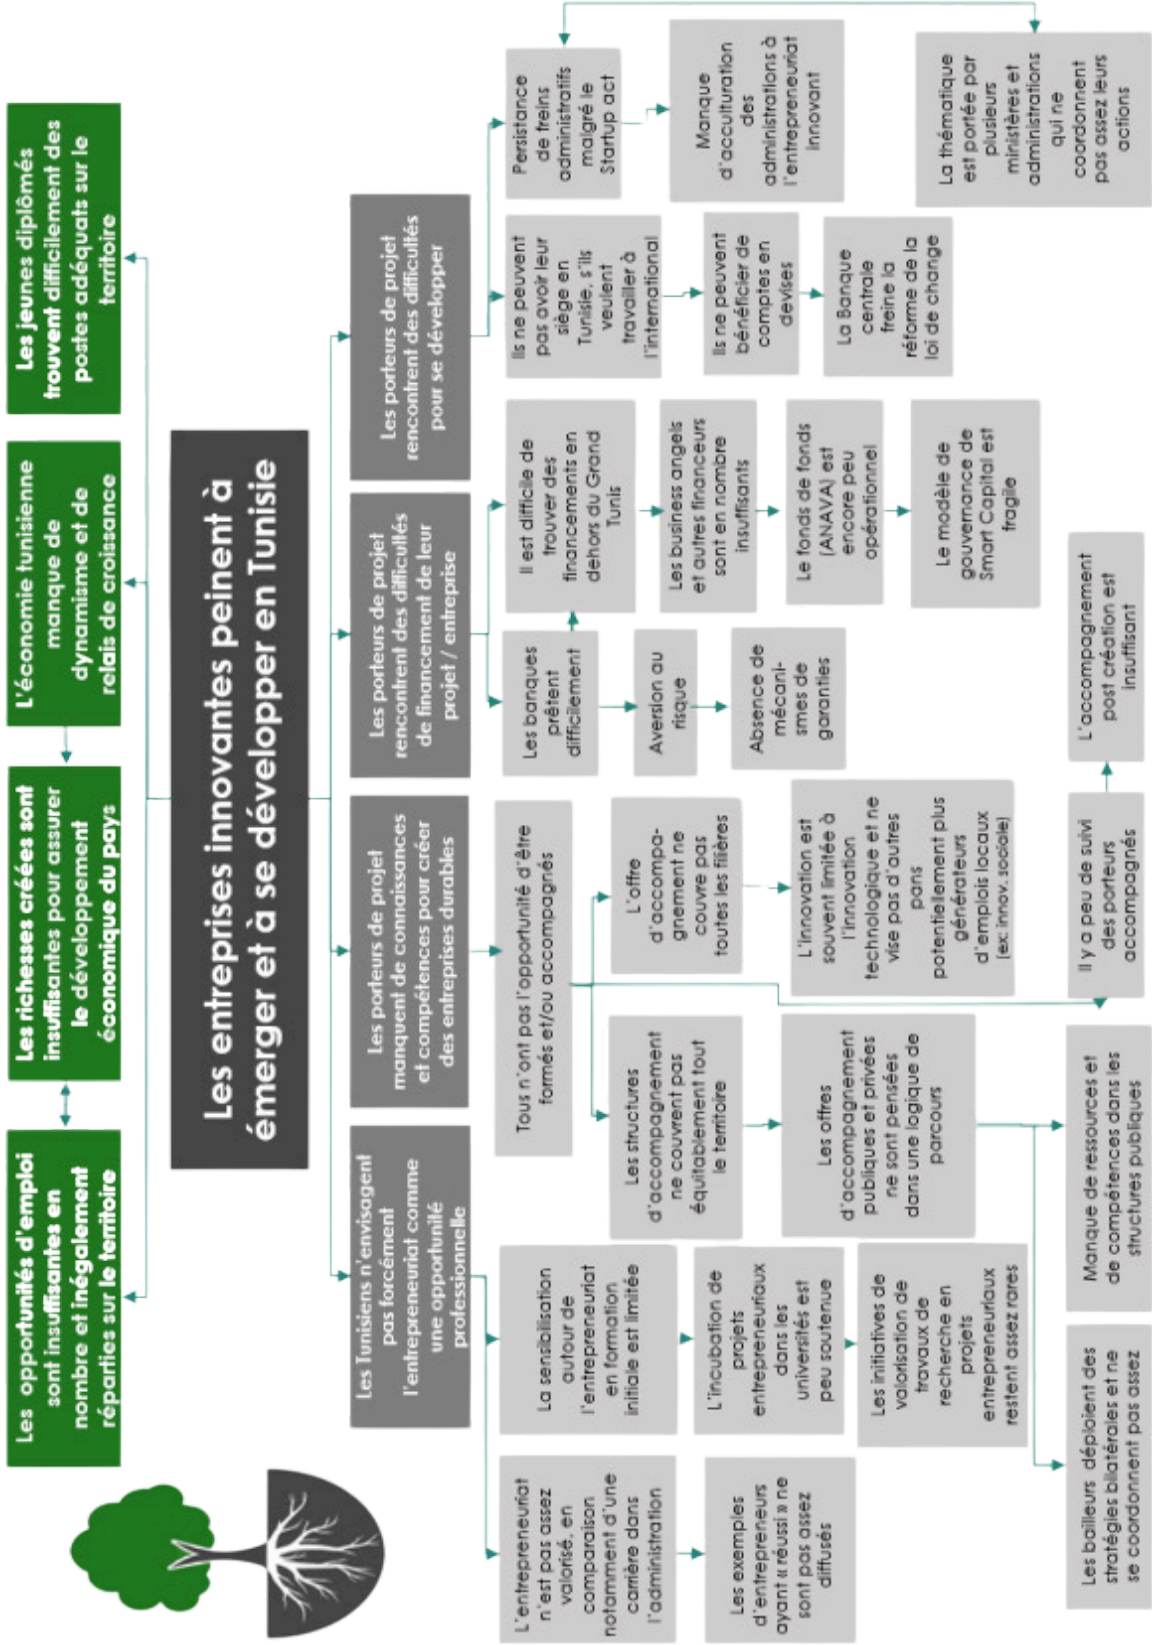 Les opportunités d'emploi
sont insuffisantes en
nombre et inégalement
réparties sur le territoire
Les richesses créées sont
insuffisantes pour assurer
le développement
économique du pays
L'économie tunisienne
manque de
dynamisme et de
relais de croissance
Les jeunes diplômés
trouvent difficilement des
postes adéquats sur le
territoire
Les entreprises innovantes peinent à
émerger et à se développer en Tunisie
Les Tunisiens n'envisagent
pas forcément
l'entrepreneuriat comme
une opportunité
professionnelle
Les porteurs de projet
manquent de connaissances
et compétences pour créer
des entreprises durables
Les porteurs de projet
rencontrent des difficultés
de financement de leur
projet / entreprise
Les porteurs de projet
rencontrent des difficultés
pour se développer
L'entrepreneuriat
n'est pas assez
valorisé, en
comparaison
notamment d'une
carrière dans
l'administration
Les exemples
d'entrepreneurs
ayant « réussi » ne
sont pas assez
diffusés
La sensibilisation
autour de
l'entrepreneuriat
en formation
initiale est limitée
L'incubation de
projets
entrepreneuriaux
dans les
universités est
peu soutenue
Les initiatives de
valorisation de
travaux de
recherche en
projets
entrepreneuriaux
restent assez rares
Tous n'ont pas l'opportunité d'être
formés et/ou accompagnés
Les structures
d'accompagnement
ne couvrent pas
équitablement tout
le territoire
Les offres
d'accompagnement
publiques et privées
ne sont pensées
dans une logique de
parcours
Les bailleurs déploient des
stratégies bilatérales et ne
se coordonnent pas assez
Manque de ressources et
de compétences dans les
structures publiques
L'offre
d'accompa-
gnement ne
couvre pas
toutes les filières
L'innovation est
souvent limitée à
l'innovation
technologique et ne
vise pas d'autres
pans
potentiellement plus
générateurs
d'emplois locaux
(ex: innov. sociale)
Il y a peu de suivi
des porteurs
accompagnés
L'accompagnement
post création est
insuffisant
Les banques
prêtent
difficilement
Aversion au
risque
Absence de
mécani-
smes de
garanties
Il est difficile de
trouver des
financements en
dehors du Grand
Tunis
Les business angels
et autres financeurs
sont en nombre
insuffisants
Le fonds de fonds
(ANAVA) est
encore peu
opérationnel
Le modèle de
gouvernance de
Smart Capital est
fragile
Ils ne peuvent
pas avoir leur
siège en
Tunisie, s'ils
veulent
travailler à
l'international
Ils ne peuvent
bénéficier de
comptes en
devises
La Banque
centrale
freine la
réforme de la
loi de change
Persistance
de freins
administratifs
malgré le
Startup act
Manque
d'acculturation
des
administrations à
l'entrepreneuriat
innovant
La thématique
est portée par
plusieurs
ministères et
administrations
qui ne
coordonnent
pas assez leurs
actions